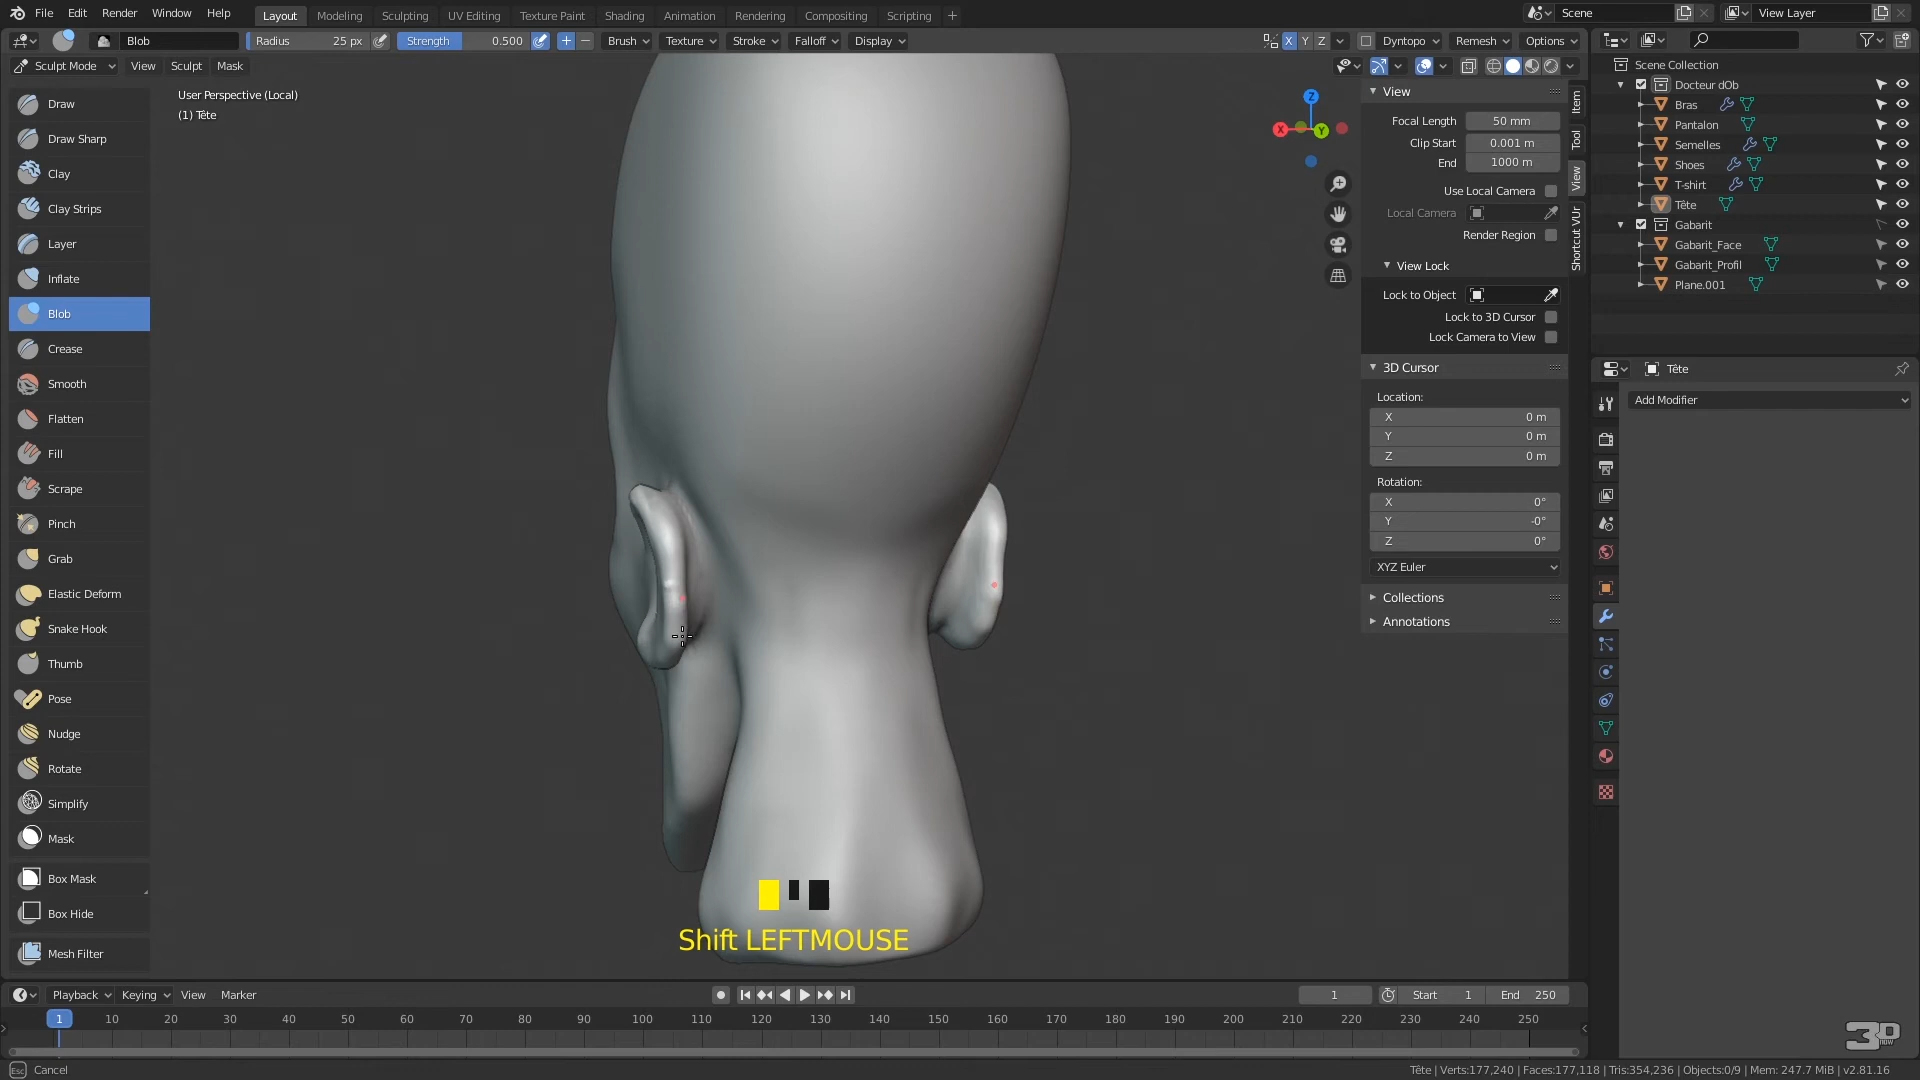 File Edit Render Window Help Layout Modeling Sculpting UV Editing Texture Paint Shading Animation Rendering Compositing Scripting + Scene View Layer
Blob Radius 25 px Strength 0.500 + − Brush Texture Stroke Falloff Display X Y Z Dyntopo Remesh Options
Sculpt Mode View Sculpt Mask
User Perspective (Local)
(1) Tête
Draw
Draw Sharp
Clay
Clay Strips
Layer
Inflate
Blob
Crease
Smooth
Flatten
Fill
Scrape
Pinch
Grab
Elastic Deform
Snake Hook
Thumb
Pose
Nudge
Rotate
Simplify
Mask
Box Mask
Box Hide
Mesh Filter
Z
X
Y
View
Focal Length 50 mm
Clip Start 0.001 m
End 1000 m
Use Local Camera
Local Camera
Render Region
View Lock
Lock to Object
Lock to 3D Cursor
Lock Camera to View
3D Cursor
Location:
X 0 m
Y 0 m
Z 0 m
Rotation:
X 0°
Y -0°
Z 0°
XYZ Euler
Collections
Annotations
Item
Tool
View
Shortcut VUr
Scene Collection
Docteur dOb
Bras
Pantalon
Semelles
Shoes
T-shirt
Tête
Gabarit
Gabarit_Face
Gabarit_Profil
Plane.001
Tête
Add Modifier
Shift LEFTMOUSE
Playback Keying View Marker 1 Start 1 End 250
1 10 20 30 40 50 60 70 80 90 100 110 120 130 140 150 160 170 180 190 200 210 220 230 240 250
3D
now
Esc Cancel Tête | Verts:177,240 | Faces:177,118 | Tris:354,236 | Objects:0/9 | Mem: 247.7 MiB | v2.81.16